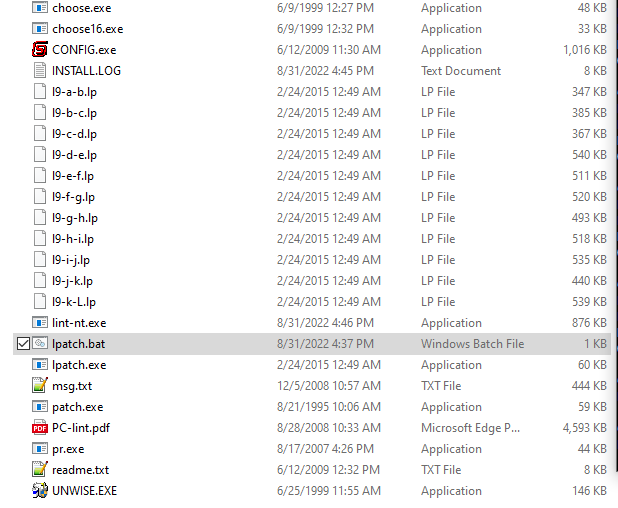 choose.exe 6/9/1999 12:27 PM Application 48 KB
choose16.exe 6/9/1999 12:32 PM Application 33 KB
CONFIG.exe 6/12/2009 11:30 AM Application 1,016 KB
INSTALL.LOG 8/31/2022 4:45 PM Text Document 8 KB
l9-a-b.lp 2/24/2015 12:49 AM LP File 347 KB
l9-b-c.lp 2/24/2015 12:49 AM LP File 385 KB
l9-c-d.lp 2/24/2015 12:49 AM LP File 367 KB
l9-d-e.lp 2/24/2015 12:49 AM LP File 540 KB
l9-e-f.lp 2/24/2015 12:49 AM LP File 511 KB
l9-f-g.lp 2/24/2015 12:49 AM LP File 520 KB
l9-g-h.lp 2/24/2015 12:49 AM LP File 493 KB
l9-h-i.lp 2/24/2015 12:49 AM LP File 518 KB
l9-i-j.lp 2/24/2015 12:49 AM LP File 535 KB
l9-j-k.lp 2/24/2015 12:49 AM LP File 440 KB
l9-k-L.lp 2/24/2015 12:49 AM LP File 539 KB
lint-nt.exe 8/31/2022 4:46 PM Application 876 KB
lpatch.bat 8/31/2022 4:37 PM Windows Batch File 1 KB
lpatch.exe 2/24/2015 12:49 AM Application 60 KB
msg.txt 12/5/2008 10:57 AM TXT File 444 KB
patch.exe 8/21/1995 10:06 AM Application 59 KB
PC-lint.pdf 8/28/2008 10:33 AM Microsoft Edge P... 4,593 KB
pr.exe 8/17/2007 4:26 PM Application 44 KB
readme.txt 6/12/2009 12:32 PM TXT File 8 KB
UNWISE.EXE 6/25/1999 11:55 AM Application 146 KB